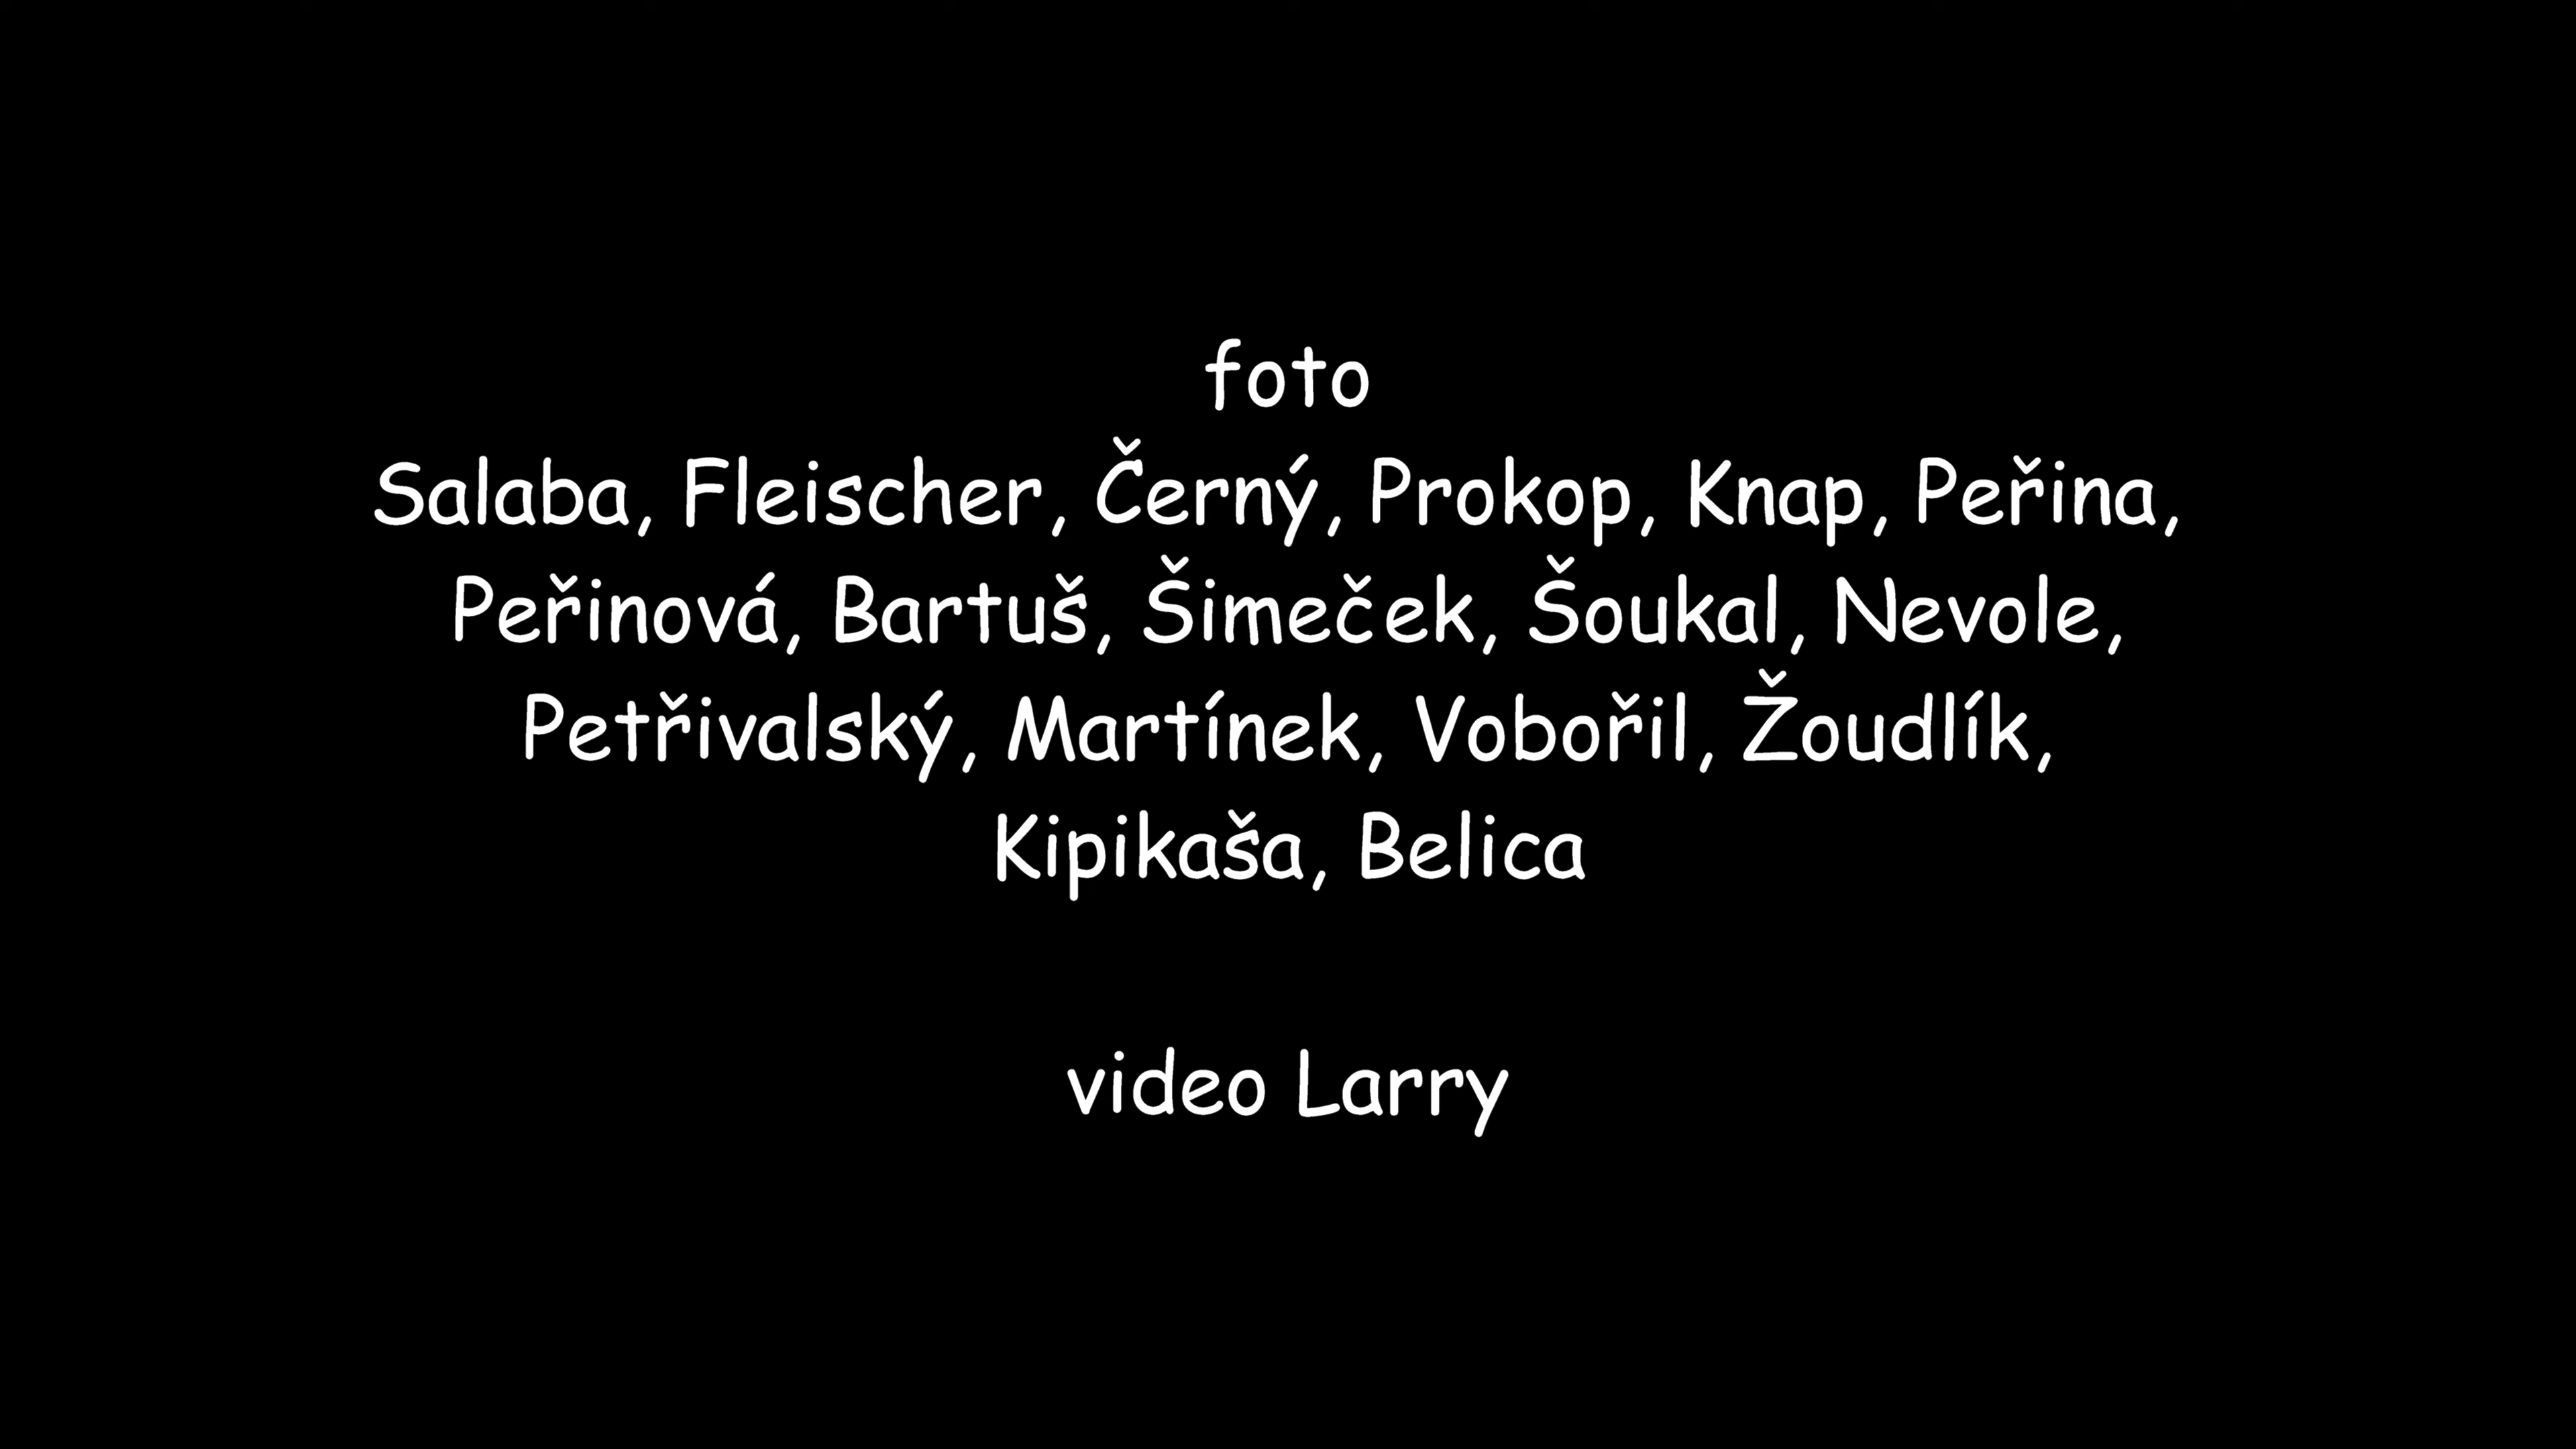 foto
Salaba, Fleischer, Černý, Prokop, Knap, Peřina,
Peřinová, Bartuš, Šimeček, Šoukal, Nevole,
Petřivalský, Martínek, Vobořil, Žoudlík,
Kipikaša, Belica
video Larry